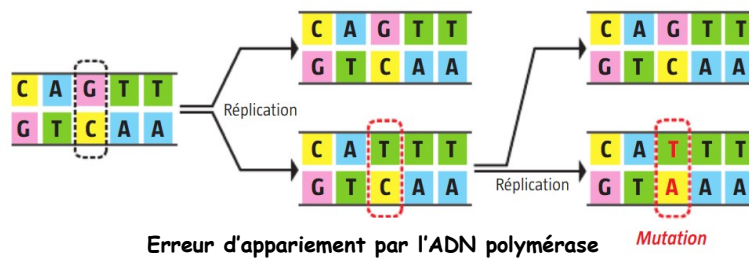 C A G T T
G T C A A
C A G T T
G T C A A
C A G T T
G T C A A
Réplication
C A T T T
G T C A A
Réplication
C A T T T
G T A A A
Erreur d'appariement par l'ADN polymérase
Mutation